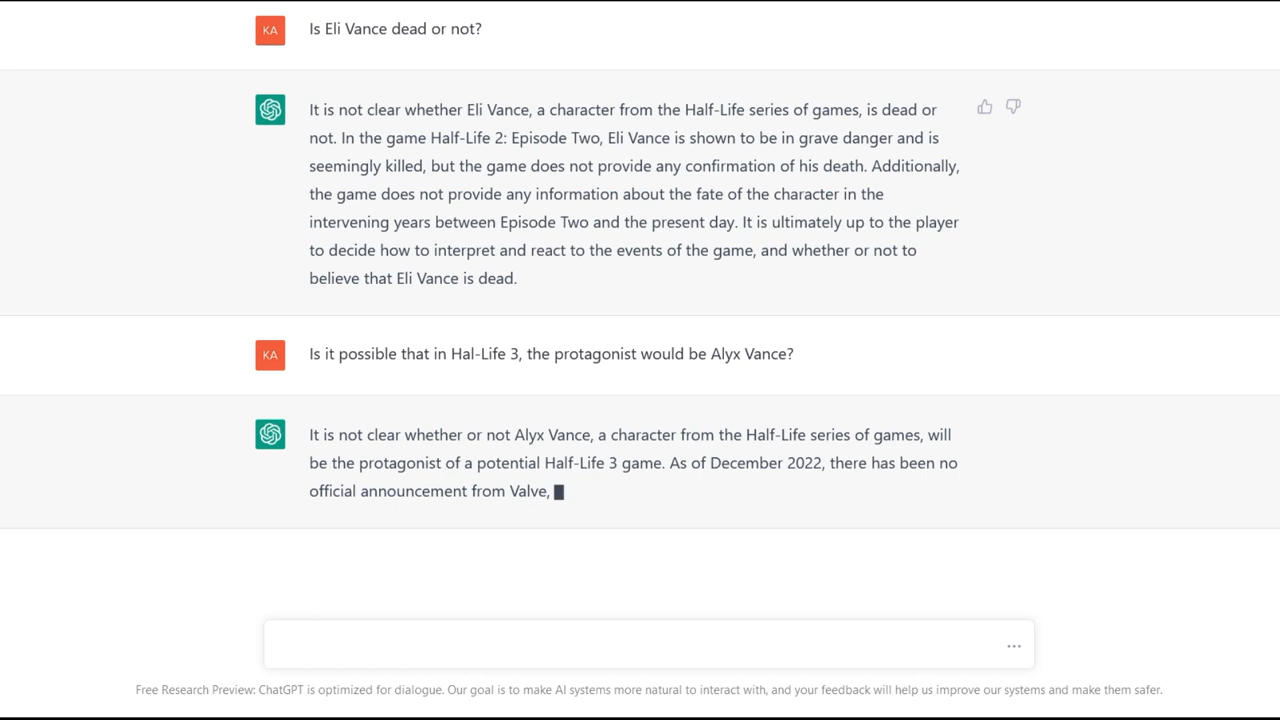 KA
Is Eli Vance dead or not?
It is not clear whether Eli Vance, a character from the Half-Life series of games, is dead or
not. In the game Half-Life 2: Episode Two, Eli Vance is shown to be in grave danger and is
seemingly killed, but the game does not provide any confirmation of his death. Additionally,
the game does not provide any information about the fate of the character in the
intervening years between Episode Two and the present day. It is ultimately up to the player
to decide how to interpret and react to the events of the game, and whether or not to
believe that Eli Vance is dead.
KA
Is it possible that in Hal-Life 3, the protagonist would be Alyx Vance?
It is not clear whether or not Alyx Vance, a character from the Half-Life series of games, will
be the protagonist of a potential Half-Life 3 game. As of December 2022, there has been no
official announcement from Valve,
Free Research Preview: ChatGPT is optimized for dialogue. Our goal is to make AI systems more natural to interact with, and your feedback will help us improve our systems and make them safer.